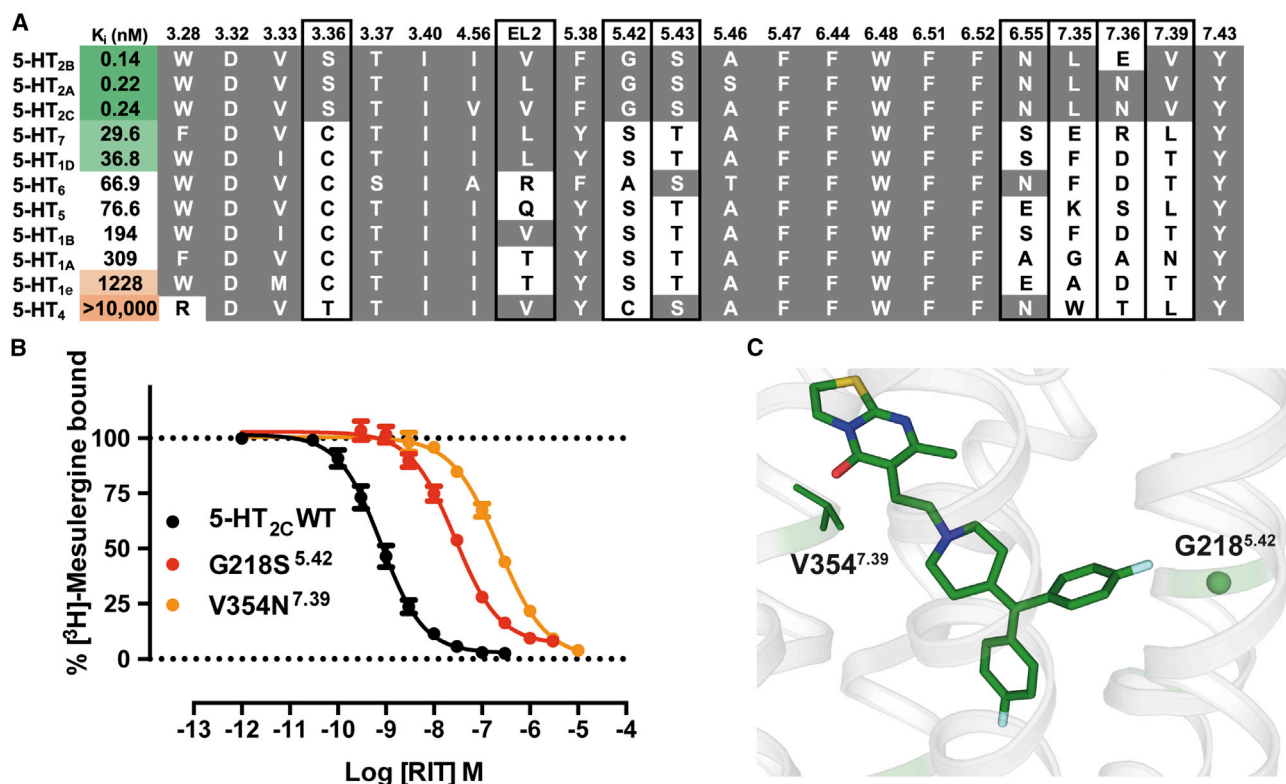 A
Ki (nM) 3.28 3.32 3.33 3.36 3.37 3.40 4.56 EL2 5.38 5.42 5.43 5.46 5.47 6.44 6.48 6.51 6.52 6.55 7.35 7.36 7.39 7.43
5-HT2B 0.14 W D V S T I I V F G S A F F W F F N L E V Y
5-HT2A 0.22 W D V S T I I L F G S S F F W F F N L N V Y
5-HT2C 0.24 W D V S T I V V F G S A F F W F F N L N V Y
5-HT7 29.6 F D V C T I I L Y S T A F F W F F S E R L Y
5-HT1D 36.8 W D I C T I I L Y S T A F F W F F S F D T Y
5-HT6 66.9 W D V C S I A R F A S T F F W F F N F D T Y
5-HT5 76.6 W D V C T I I Q Y S T A F F W F F E K S L Y
5-HT1B 194 W D I C T I I V Y S T A F F W F F S F D T Y
5-HT1A 309 F D V C T I I T Y S T A F F W F F A G A N Y
5-HT1e 1228 W D M C T I I T Y S T A F F W F F E A D T Y
5-HT4 >10,000 R D V T T I I V Y C S A F F W F F N W T L Y
B
% [3H]-Mesulergine bound
100
75
50
25
0
5-HT2C WT
G218S5.42
V354N7.39
-13 -12 -11 -10 -9 -8 -7 -6 -5 -4
Log [RIT] M
C
V3547.39
G2185.42